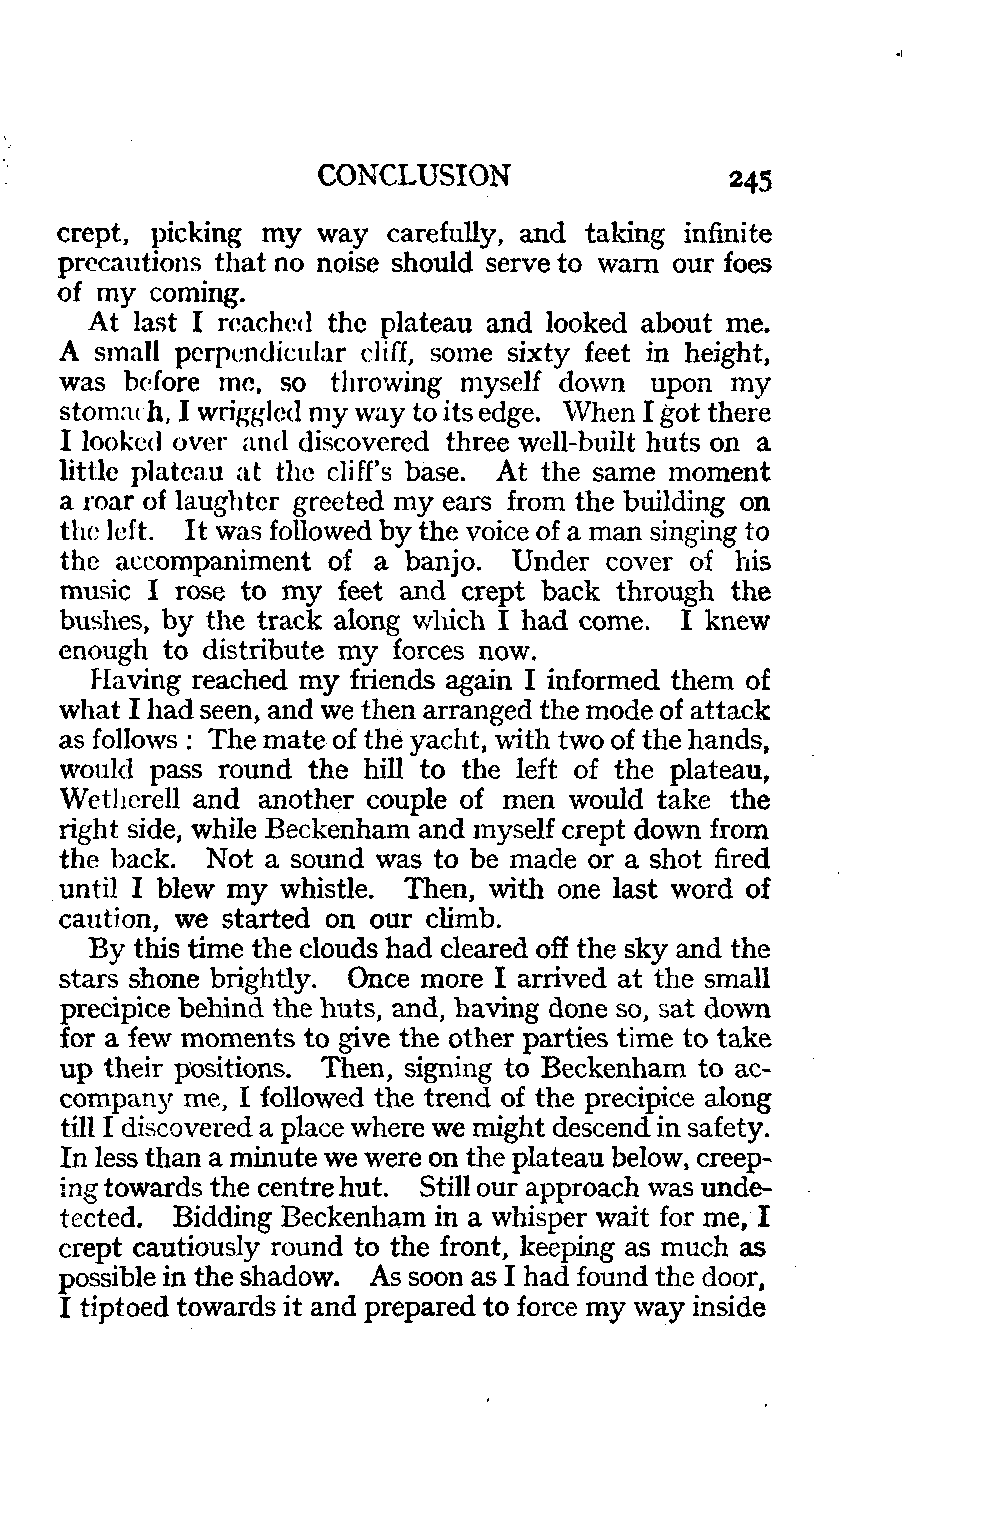 CONCLUSION 245
crept, picking my way carefully, and taking infinite
precautions that no noise should serve to warn our foes
of my coming.
At last I reached the plateau and looked about me.
A small perpendicular cliff, some sixty feet in height,
was before me, so throwing myself down upon my
stomach, I wriggled my way to its edge. When I got there
I looked over and discovered three well-built huts on a
little plateau at the cliff's base. At the same moment
a roar of laughter greeted my ears from the building on
the left. It was followed by the voice of a man singing to
the accompaniment of a banjo. Under cover of his
music I rose to my feet and crept back through the
bushes, by the track along which I had come. I knew
enough to distribute my forces now.
Having reached my friends again I informed them of
what I had seen, and we then arranged the mode of attack
as follows : The mate of the yacht, with two of the hands,
would pass round the hill to the left of the plateau,
Wetherell and another couple of men would take the
right side, while Beckenham and myself crept down from
the back. Not a sound was to be made or a shot fired
until I blew my whistle. Then, with one last word of
caution, we started on our climb.
By this time the clouds had cleared off the sky and the
stars shone brightly. Once more I arrived at the small
precipice behind the huts, and, having done so, sat down
for a few moments to give the other parties time to take
up their positions. Then, signing to Beckenham to ac-
company me, I followed the trend of the precipice along
till I discovered a place where we might descend in safety.
In less than a minute we were on the plateau below, creep-
ing towards the centre hut. Still our approach was unde-
tected. Bidding Beckenham in a whisper wait for me, I
crept cautiously round to the front, keeping as much as
possible in the shadow. As soon as I had found the door,
I tiptoed towards it and prepared to force my way inside